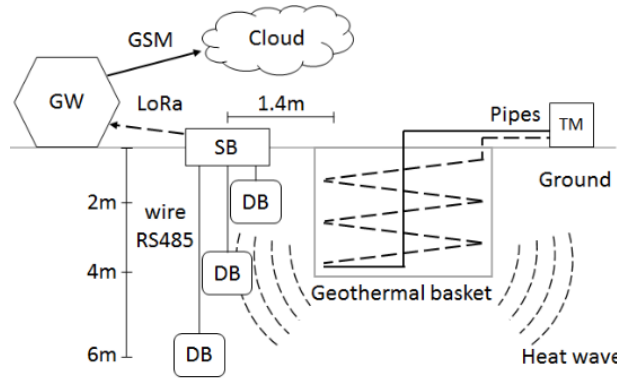 GSM
Cloud
GW
LoRa
1.4m
Pipes
TM
SB
Ground
DB
2m
wire
RS485
DB
4m
Geothermal basket
DB
6m
Heat wave